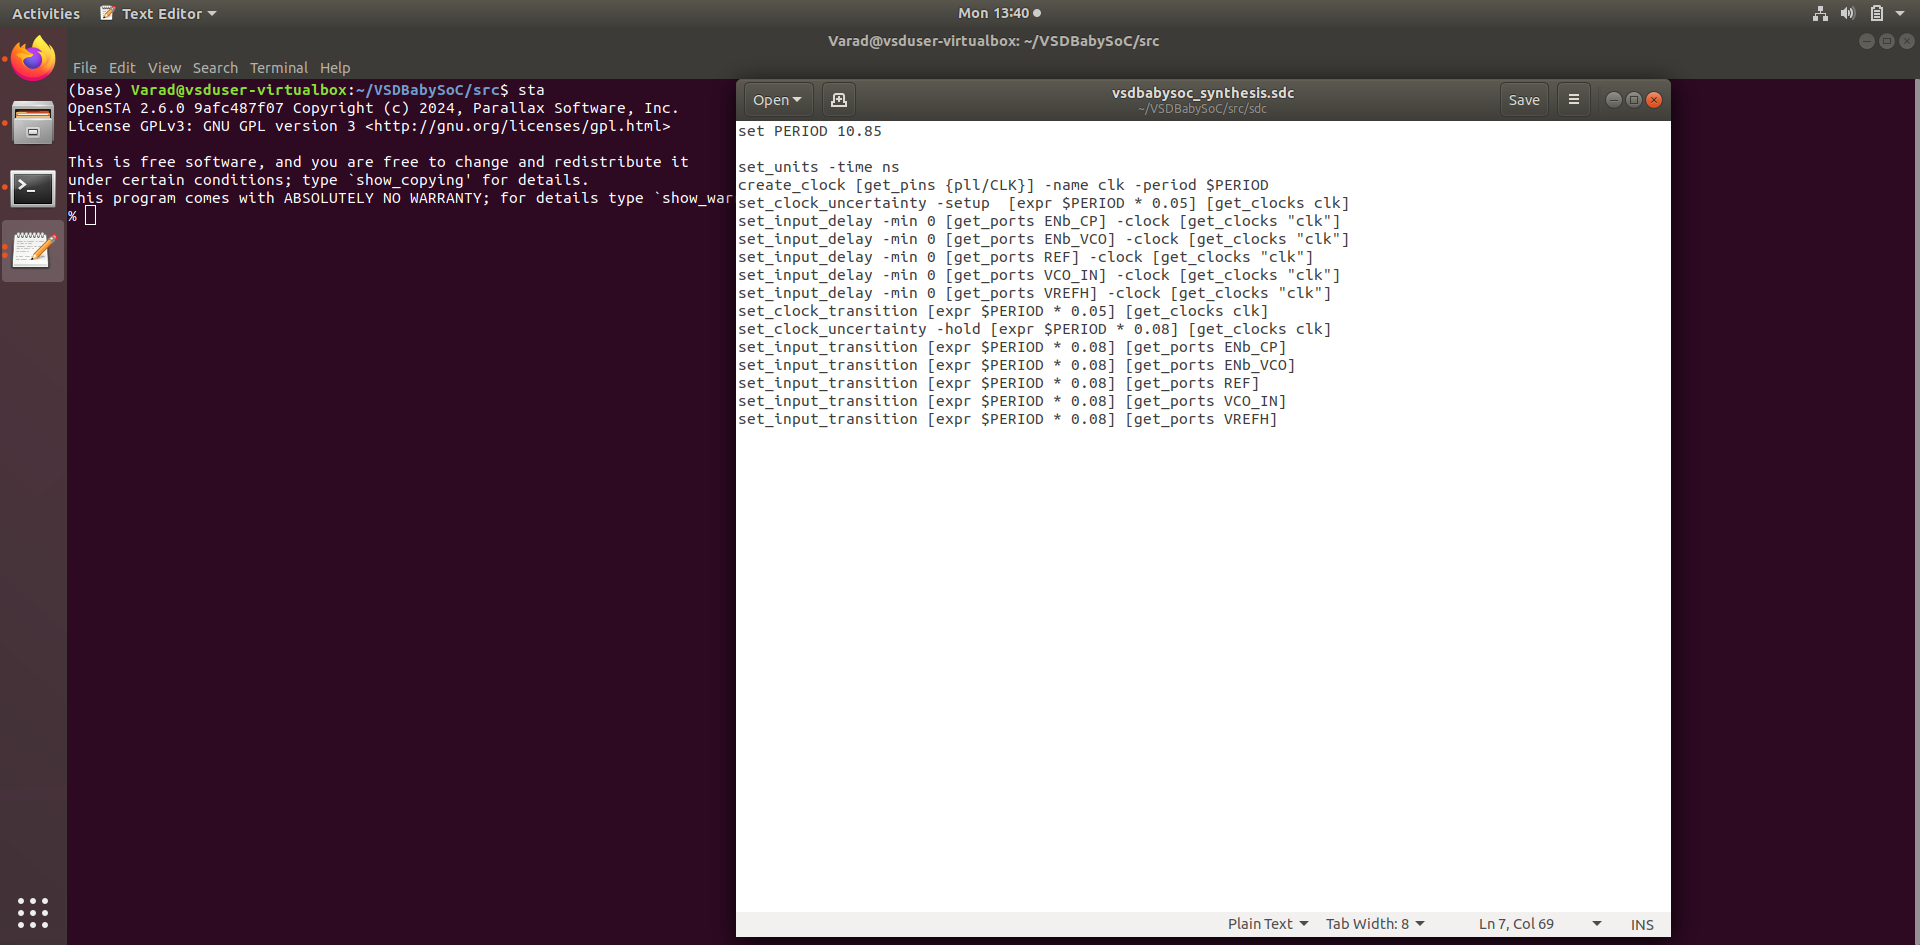 Activities Text Editor Mon 13:40
Varad@vsduser-virtualbox: ~/VSDBabySoC/src
File Edit View Search Terminal Help
(base) Varad@vsduser-virtualbox:~/VSDBabySoC/src$ sta
OpenSTA 2.6.0 9afc487f07 Copyright (c) 2024, Parallax Software, Inc.
License GPLv3: GNU GPL version 3 <http://gnu.org/licenses/gpl.html>
This is free software, and you are free to change and redistribute it
under certain conditions; type `show_copying' for details.
This program comes with ABSOLUTELY NO WARRANTY; for details type `show_war
%
Open vsdbabysoc_synthesis.sdc Save
~/VSDBabySoC/src/sdc
set PERIOD 10.85
set_units -time ns
create_clock [get_pins {pll/CLK}] -name clk -period $PERIOD
set_clock_uncertainty -setup  [expr $PERIOD * 0.05] [get_clocks clk]
set_input_delay -min 0 [get_ports ENb_CP] -clock [get_clocks "clk"]
set_input_delay -min 0 [get_ports ENb_VCO] -clock [get_clocks "clk"]
set_input_delay -min 0 [get_ports REF] -clock [get_clocks "clk"]
set_input_delay -min 0 [get_ports VCO_IN] -clock [get_clocks "clk"]
set_input_delay -min 0 [get_ports VREFH] -clock [get_clocks "clk"]
set_clock_transition [expr $PERIOD * 0.05] [get_clocks clk]
set_clock_uncertainty -hold [expr $PERIOD * 0.08] [get_clocks clk]
set_input_transition [expr $PERIOD * 0.08] [get_ports ENb_CP]
set_input_transition [expr $PERIOD * 0.08] [get_ports ENb_VCO]
set_input_transition [expr $PERIOD * 0.08] [get_ports REF]
set_input_transition [expr $PERIOD * 0.08] [get_ports VCO_IN]
set_input_transition [expr $PERIOD * 0.08] [get_ports VREFH]
Plain Text Tab Width: 8 Ln 7, Col 69 INS